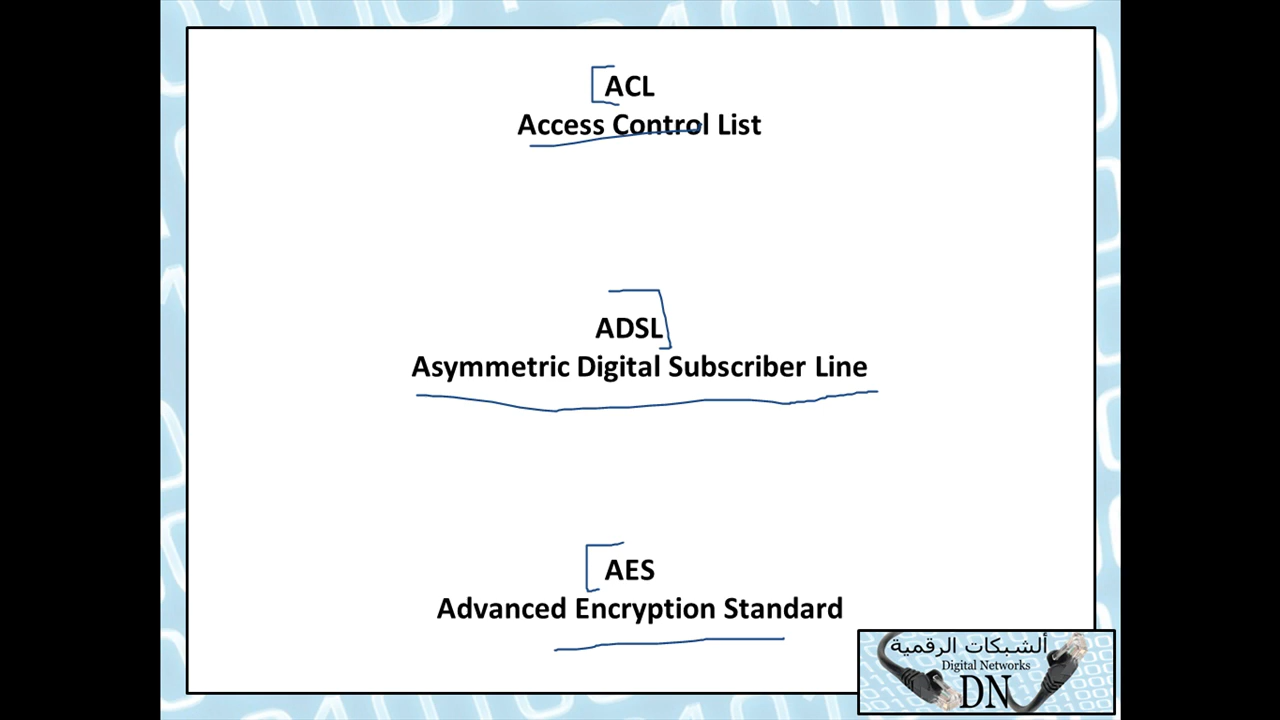 ACL
Access Control List
ADSL
Asymmetric Digital Subscriber Line
AES
Advanced Encryption Standard
ألشبكات الرقمية
Digital Networks
DN